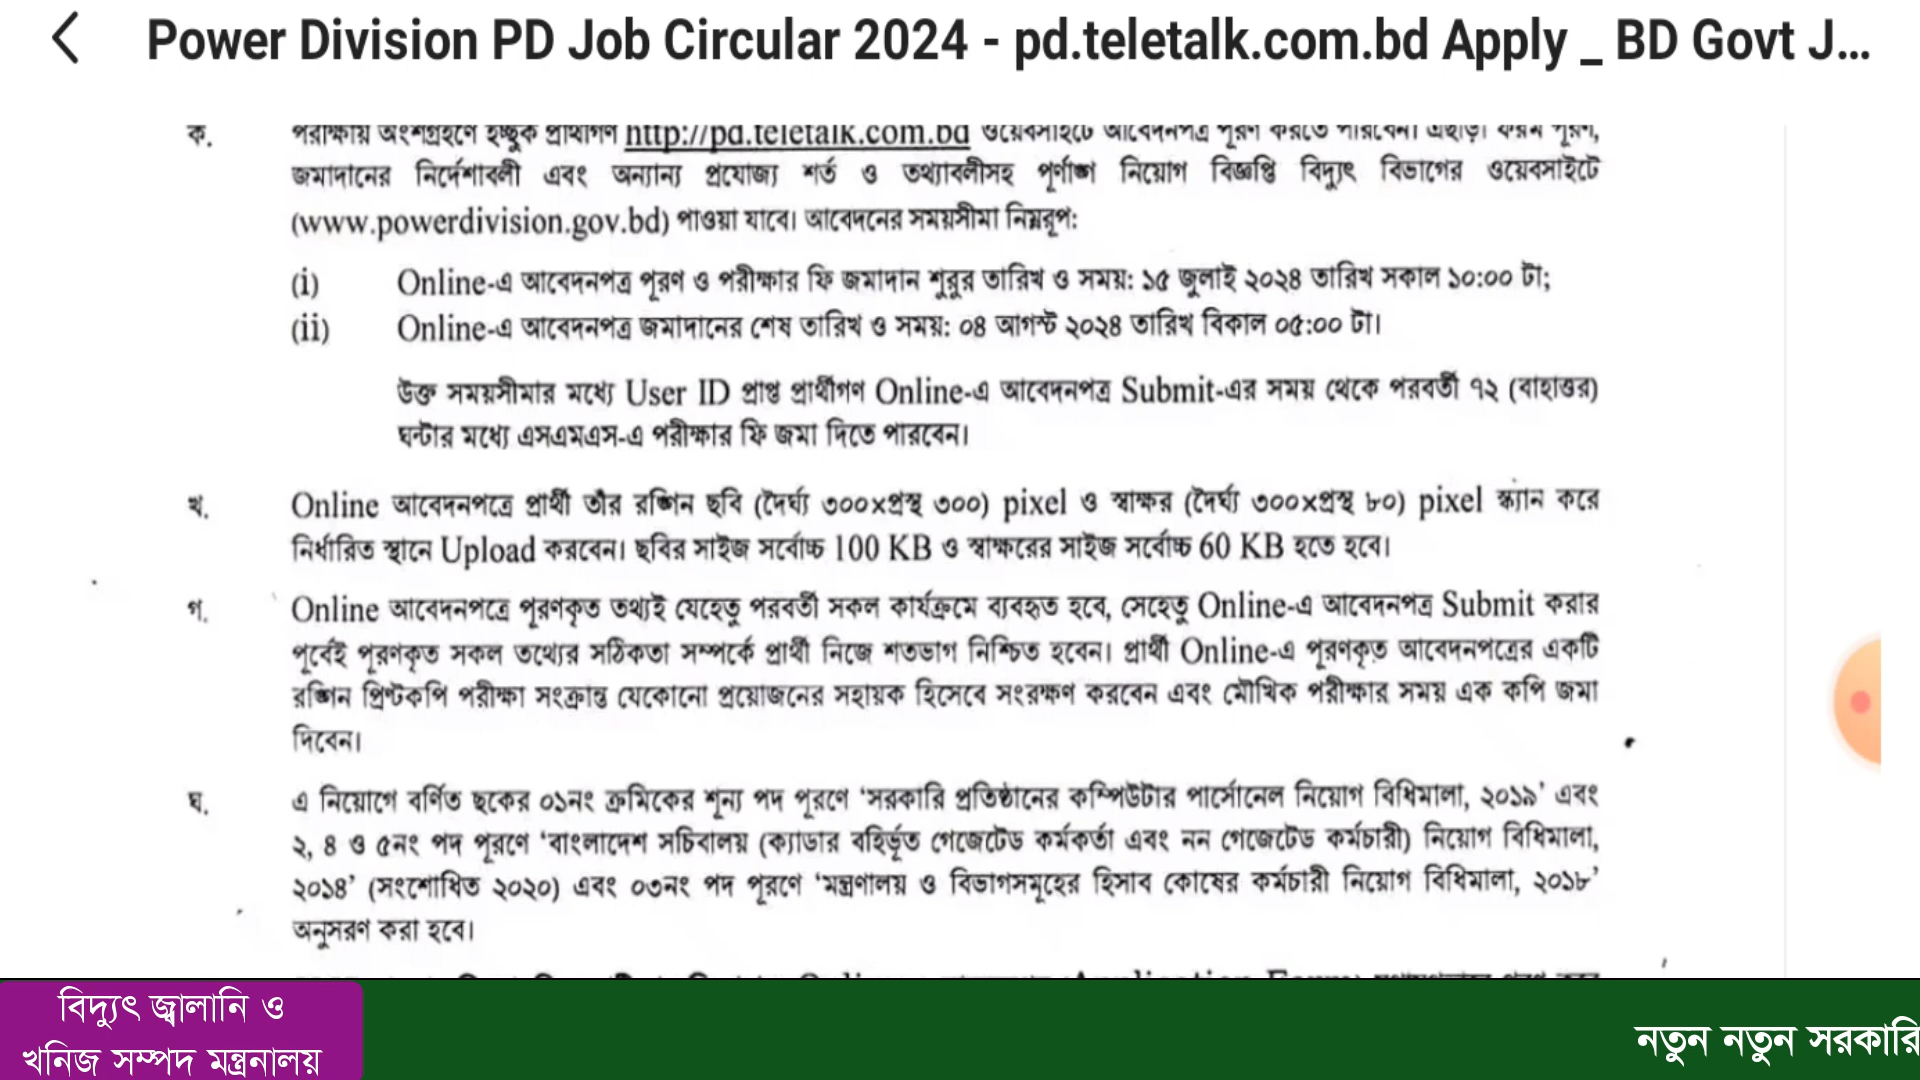 Power Division PD Job Circular 2024 - pd.teletalk.com.bd Apply _ BD Govt J...
ক. পরীক্ষায় অংশগ্রহণে ইচ্ছুক প্রার্থীগণ http://pd.teletalk.com.bd ওয়েবসাইটে আবেদনপত্র পূরণ করতে পারবেন। এছাড়া ফরম পূরণ,
জমাদানের নির্দেশাবলী এবং অন্যান্য প্রযোজ্য শর্ত ও তথ্যাবলীসহ পূর্ণাঙ্গ নিয়োগ বিজ্ঞপ্তি বিদ্যুৎ বিভাগের ওয়েবসাইটে
(www.powerdivision.gov.bd) পাওয়া যাবে। আবেদনের সময়সীমা নিম্নরূপ:
(i) Online-এ আবেদনপত্র পূরণ ও পরীক্ষার ফি জমাদান শুরুর তারিখ ও সময়: ১৫ জুলাই ২০২৪ তারিখ সকাল ১০:০০ টা;
(ii) Online-এ আবেদনপত্র জমাদানের শেষ তারিখ ও সময়: ০৪ আগস্ট ২০২৪ তারিখ বিকাল ০৫:০০ টা।
উক্ত সময়সীমার মধ্যে User ID প্রাপ্ত প্রার্থীগণ Online-এ আবেদনপত্র Submit-এর সময় থেকে পরবর্তী ৭২ (বাহাত্তর)
ঘন্টার মধ্যে এসএমএস-এ পরীক্ষার ফি জমা দিতে পারবেন।
খ. Online আবেদনপত্রে প্রার্থী তাঁর রঙ্গিন ছবি (দৈর্ঘ্য ৩০০×প্রস্থ ৩০০) pixel ও স্বাক্ষর (দৈর্ঘ্য ৩০০×প্রস্থ ৮০) pixel স্ক্যান করে
নির্ধারিত স্থানে Upload করবেন। ছবির সাইজ সর্বোচ্চ 100 KB ও স্বাক্ষরের সাইজ সর্বোচ্চ 60 KB হতে হবে।
গ. Online আবেদনপত্রে পূরণকৃত তথ্যই যেহেতু পরবর্তী সকল কার্যক্রমে ব্যবহৃত হবে, সেহেতু Online-এ আবেদনপত্র Submit করার
পূর্বেই পূরণকৃত সকল তথ্যের সঠিকতা সম্পর্কে প্রার্থী নিজে শতভাগ নিশ্চিত হবেন। প্রার্থী Online-এ পূরণকৃত আবেদনপত্রের একটি
রঙ্গিন প্রিন্টকপি পরীক্ষা সংক্রান্ত যেকোনো প্রয়োজনের সহায়ক হিসেবে সংরক্ষণ করবেন এবং মৌখিক পরীক্ষার সময় এক কপি জমা
দিবেন।
ঘ. এ নিয়োগে বর্ণিত ছকের ০১নং ক্রমিকের শূন্য পদ পূরণে ‘সরকারি প্রতিষ্ঠানের কম্পিউটার পার্সোনেল নিয়োগ বিধিমালা, ২০১৯’ এবং
২, ৪ ও ৫নং পদ পূরণে ‘বাংলাদেশ সচিবালয় (ক্যাডার বহির্ভূত গেজেটেড কর্মকর্তা এবং নন গেজেটেড কর্মচারী) নিয়োগ বিধিমালা,
২০১৪’ (সংশোধিত ২০২০) এবং ০৩নং পদ পূরণে ‘মন্ত্রণালয় ও বিভাগসমূহের হিসাব কোষের কর্মচারী নিয়োগ বিধিমালা, ২০১৮’
অনুসরণ করা হবে।
বিদ্যুৎ জ্বালানি ও
খনিজ সম্পদ মন্ত্রনালয়
নতুন নতুন সরকারি